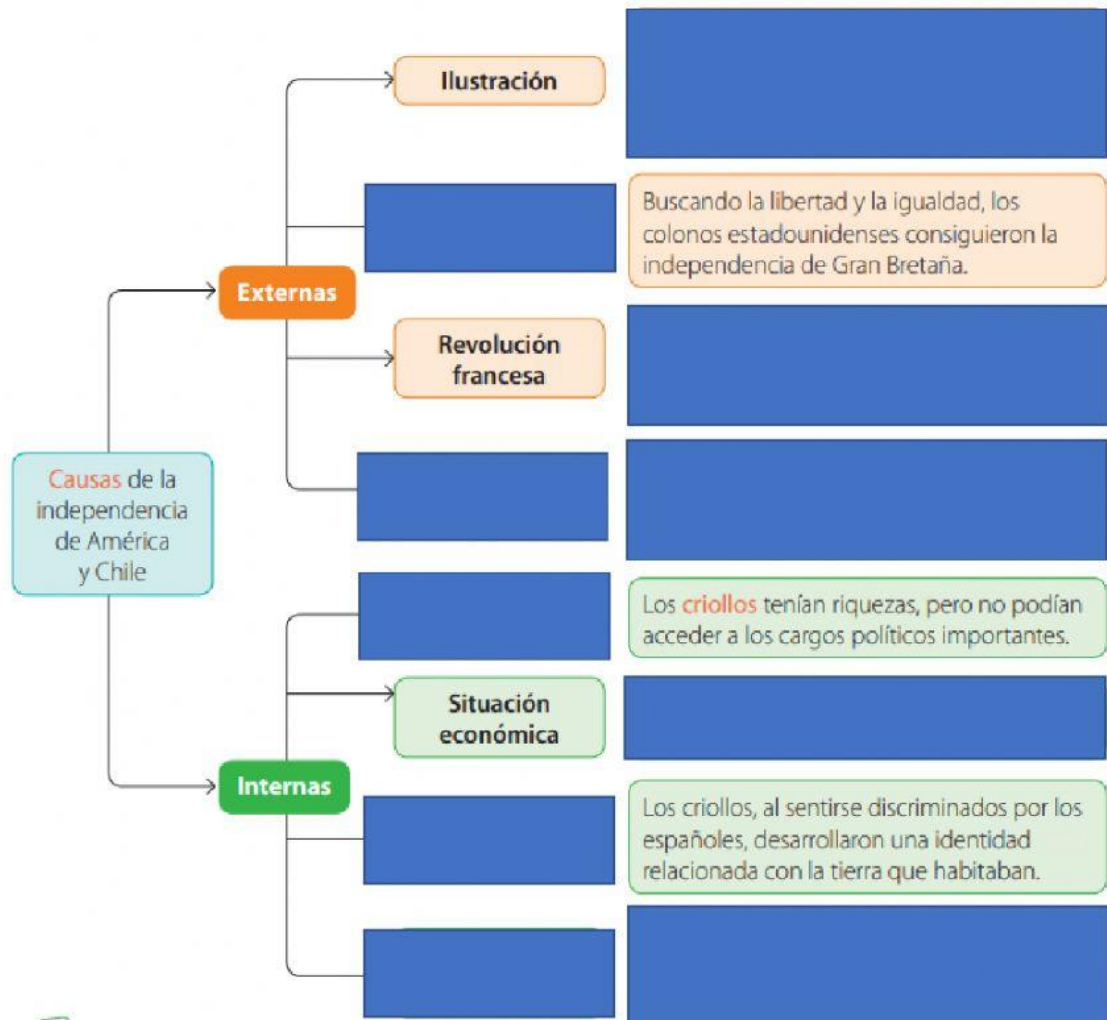 Ilustración
Buscando la libertad y la igualdad, los
colonos estadounidenses consiguieron la
independencia de Gran Bretaña.
Externas
Revolución
francesa
Causas de la
independencia
de América
y Chile
Los criollos tenían riquezas, pero no podían
acceder a los cargos políticos importantes.
Situación
económica
Internas
Los criollos, al sentirse discriminados por los
españoles, desarrollaron una identidad
relacionada con la tierra que habitaban.